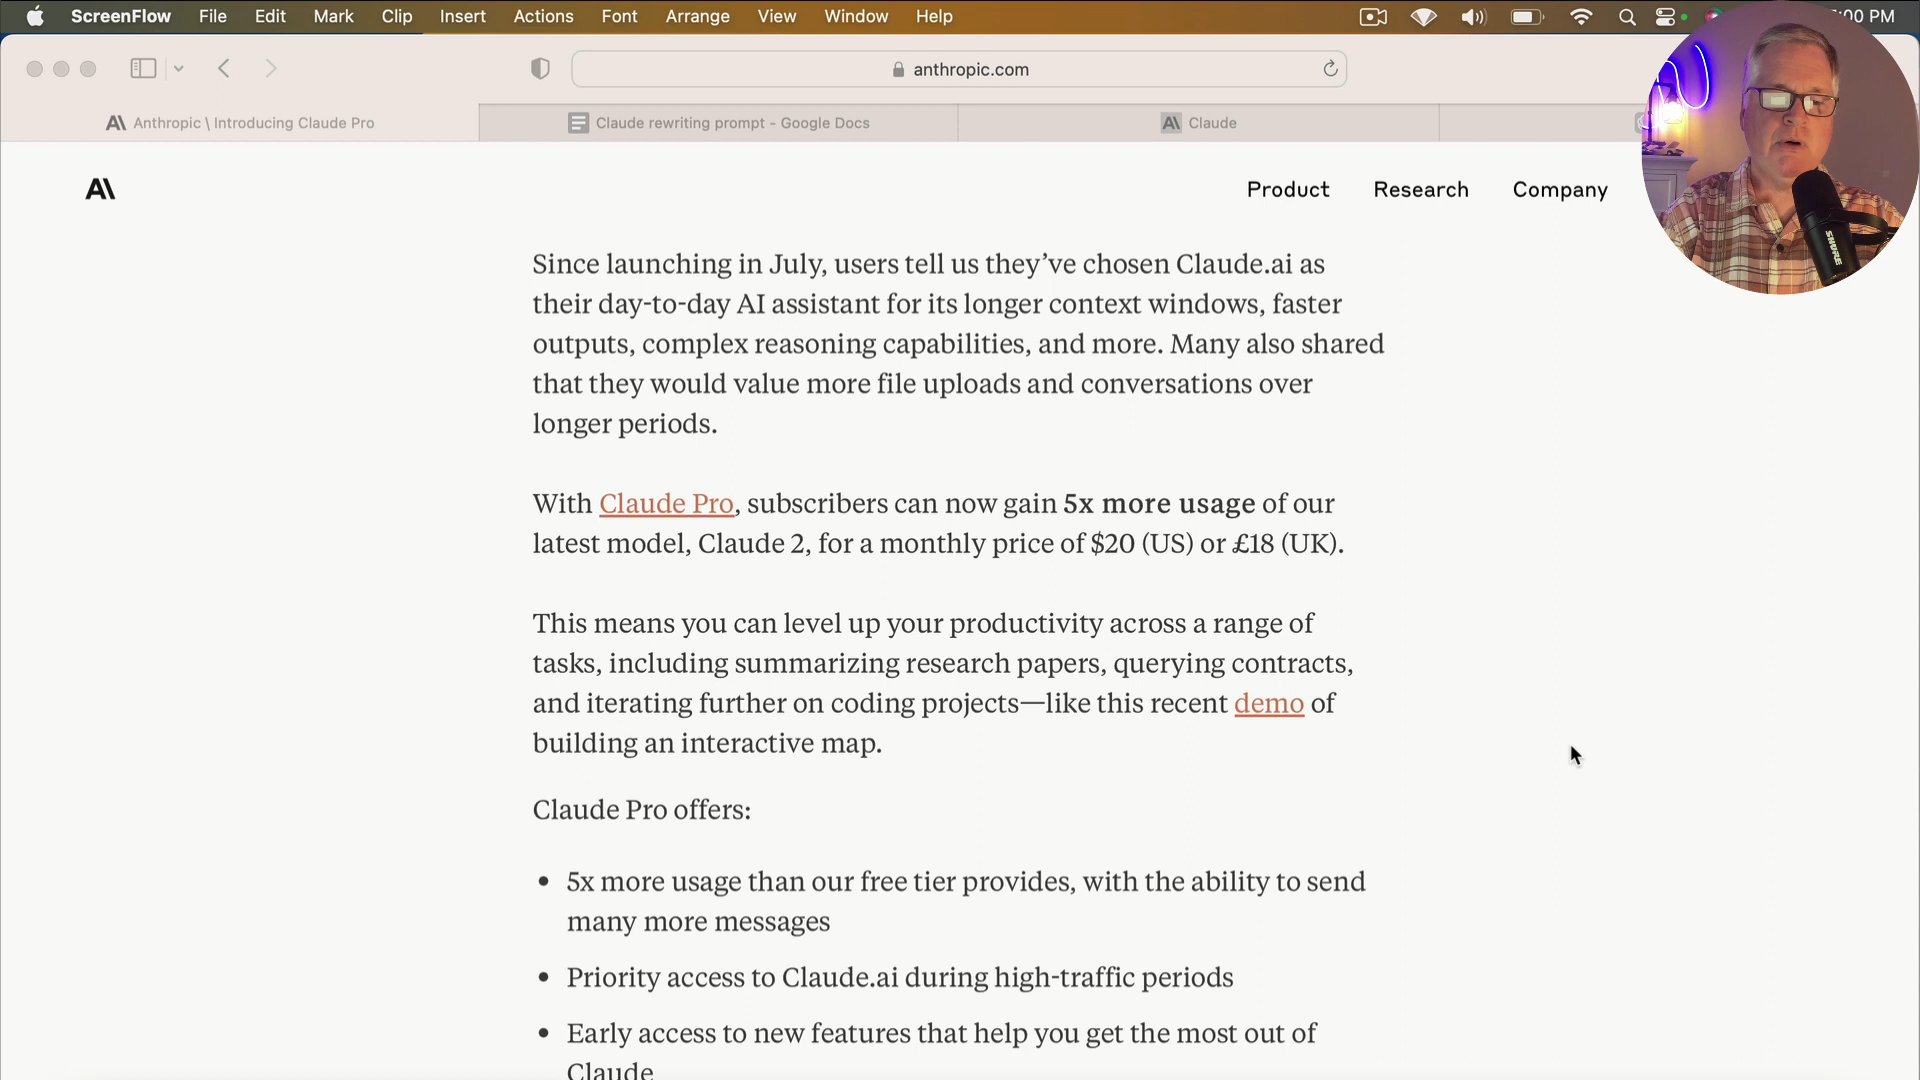 ScreenFlow File Edit Mark Clip Insert Actions Font Arrange View Window Help :00 PM
anthropic.com
Anthropic \ Introducing Claude Pro
Claude rewriting prompt - Google Docs
Claude
Product Research Company
SHURE
Since launching in July, users tell us they’ve chosen Claude.ai as
their day-to-day AI assistant for its longer context windows, faster
outputs, complex reasoning capabilities, and more. Many also shared
that they would value more file uploads and conversations over
longer periods.
With Claude Pro, subscribers can now gain 5x more usage of our
latest model, Claude 2, for a monthly price of $20 (US) or £18 (UK).
This means you can level up your productivity across a range of
tasks, including summarizing research papers, querying contracts,
and iterating further on coding projects—like this recent demo of
building an interactive map.
Claude Pro offers:
• 5x more usage than our free tier provides, with the ability to send
many more messages
• Priority access to Claude.ai during high-traffic periods
• Early access to new features that help you get the most out of
Claude